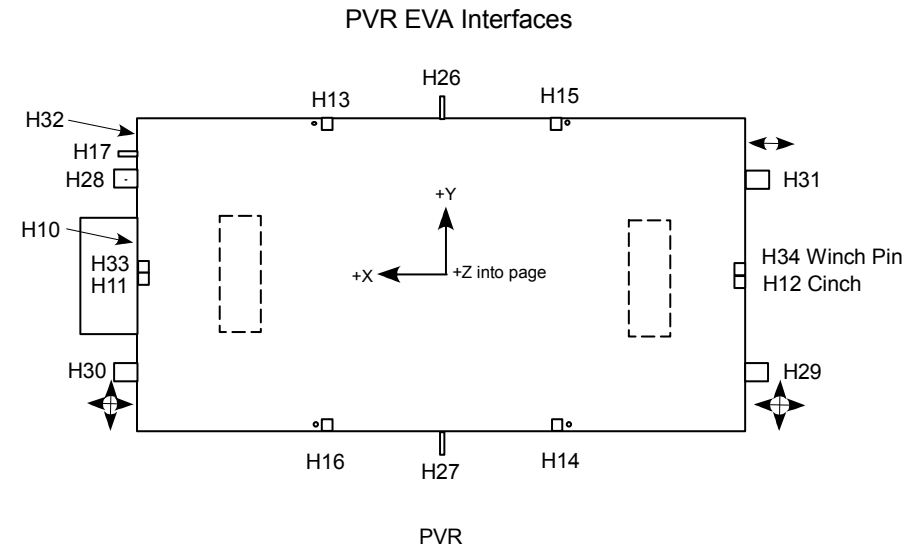 PVR EVA Interfaces
H26
H13
H15
H32
H17
H28
H31
+Y
H10
H33
H11
+X
+Z into page
H34 Winch Pin
H12 Cinch
H30
H29
H16
H27
H14
PVR